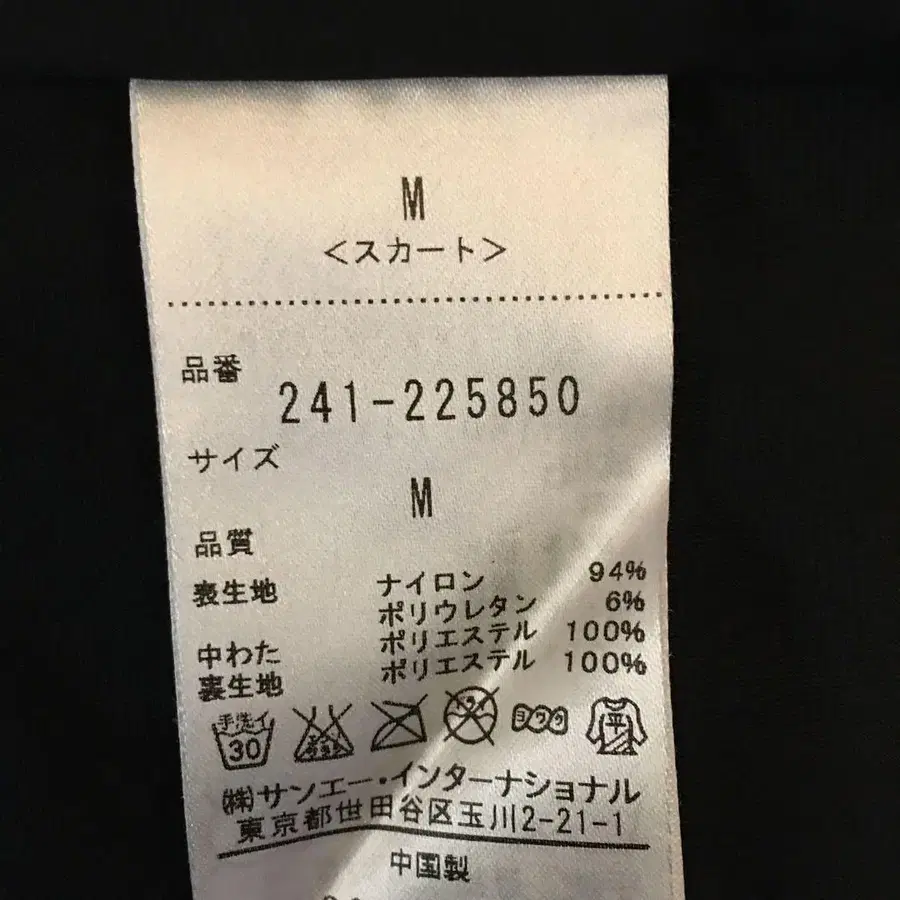 M
<スカート>
品番
241-225850
サイズ
M
品質
表生地 ナイロン 94%
ポリウレタン 6%
中わた ポリエステル 100%
裏生地 ポリエステル 100%
手洗イ 30 ヨワク 平
(株)サンエー・インターナショナル
東京都世田谷区玉川2-21-1
中国製